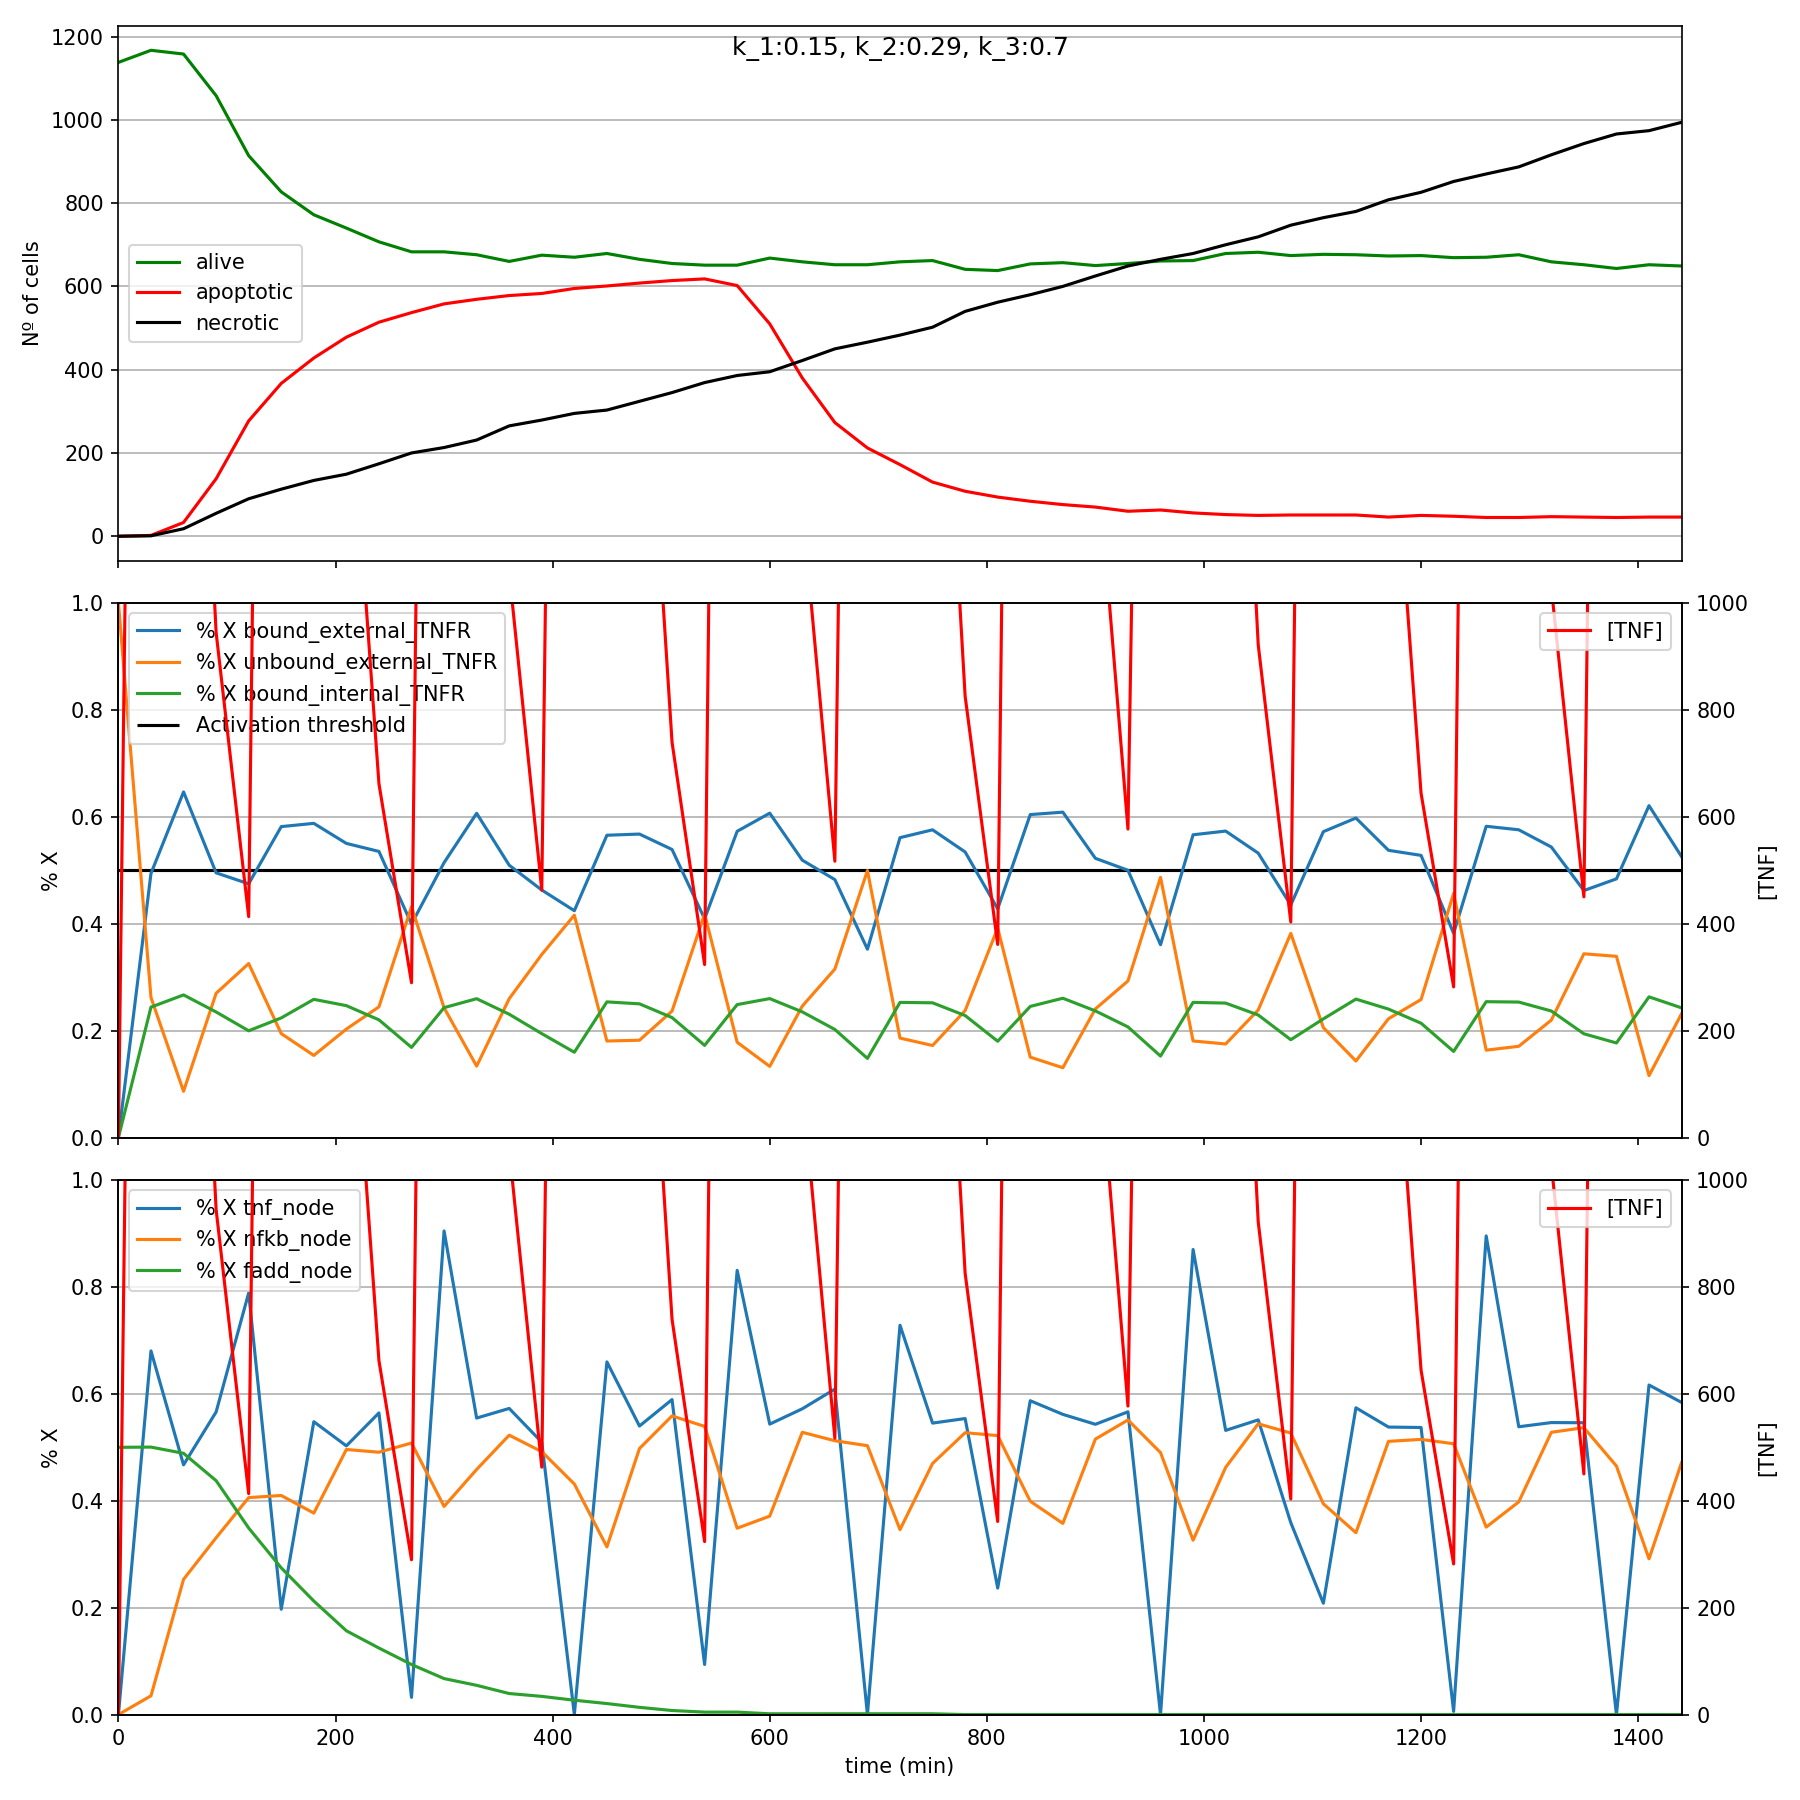 k_1:0.15, k_2:0.29, k_3:0.7
1200
1000
800
600
400
200
0
Nº of cells
alive
apoptotic
necrotic
1.0
0.8
0.6
0.4
0.2
0.0
% X
% X bound_external_TNFR
% X unbound_external_TNFR
% X bound_internal_TNFR
Activation threshold
[TNF]
1000
800
600
400
200
0
[TNF]
1.0
0.8
0.6
0.4
0.2
0.0
% X
% X tnf_node
% X nfkb_node
% X fadd_node
[TNF]
1000
800
600
400
200
0
[TNF]
0 200 400 600 800 1000 1200 1400
time (min)